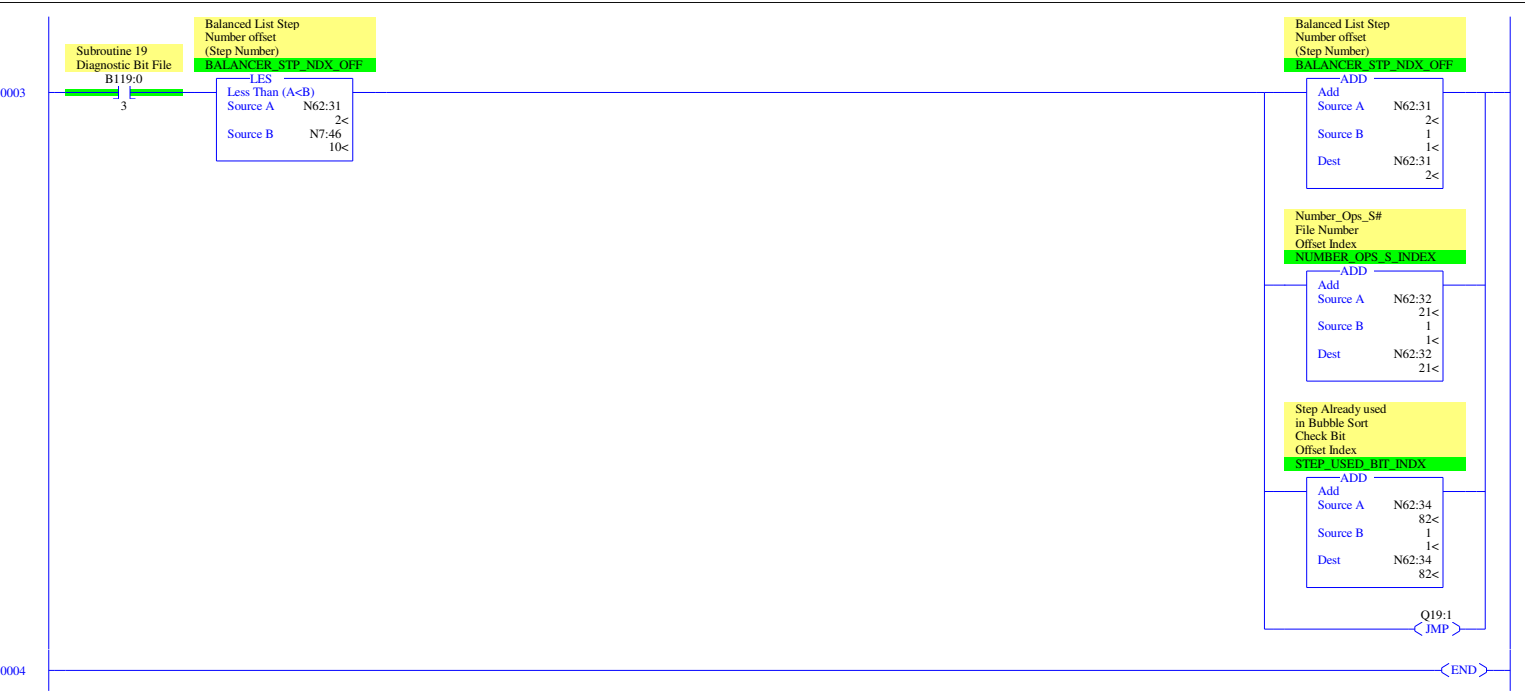 Balanced List Step
Number offset
(Step Number)
BALANCER_STP_NDX_OFF
Subroutine 19
Diagnostic Bit File
B119:0
3
0003
LES
Less Than (A<B)
Source A N62:31
2<
Source B N7:46
10<
Balanced List Step
Number offset
(Step Number)
BALANCER_STP_NDX_OFF
ADD
Add
Source A N62:31
2<
Source B 1
1<
Dest N62:31
2<
Number_Ops_S#
File Number
Offset Index
NUMBER_OPS_S_INDEX
ADD
Add
Source A N62:32
21<
Source B 1
1<
Dest N62:32
21<
Step Already used
in Bubble Sort
Check Bit
Offset Index
STEP_USED_BIT_INDX
ADD
Add
Source A N62:34
82<
Source B 1
1<
Dest N62:34
82<
Q19:1
JMP
0004
END